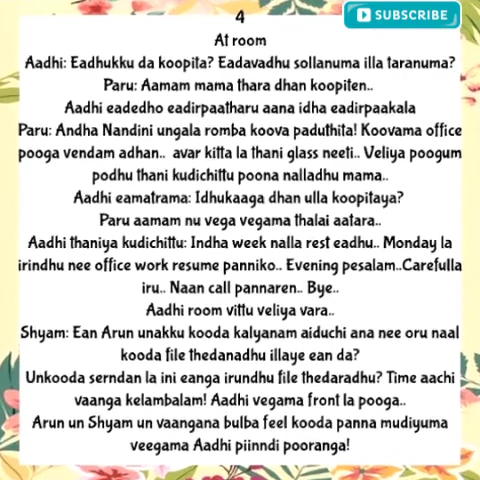 SUBSCRIBE
4
At room
Aadhi: Eadhukku da koopita? Eadavadhu sollanuma illa taranuma?
Paru: Aamam mama thara dhan koopiten..
Aadhi eadedho eadirpaatharu aana idha eadirpaakala
Paru: Andha Nandini ungala romba koova paduthita! Koovama office
pooga vendam adhan.. avar kitta la thani glass neeti.. Veliya poogum
podhu thani kudichittu poona nalladhu mama..
Aadhi eamatrama: Idhukaaga dhan ulla koopitaya?
Paru aamam nu vega vegama thalai aatara..
Aadhi thaniya kudichittu: Indha week nalla rest eadhu.. Monday la
irindhu nee office work resume panniko.. Evening pesalam..Carefulla
iru.. Naan call pannaren.. Bye..
Aadhi room vittu veliya vara..
Shyam: Ean Arun unakku kooda kalyanam aiduchi ana nee oru naal
kooda file thedanadhu illaye ean da?
Unkooda serndan la ini eanga irundhu file thedaradhu? Time aachi
vaanga kelambalam! Aadhi vegama front la pooga..
Arun un Shyam un vaangana bulba feel kooda panna mudiyuma
veegama Aadhi piinndi pooranga!